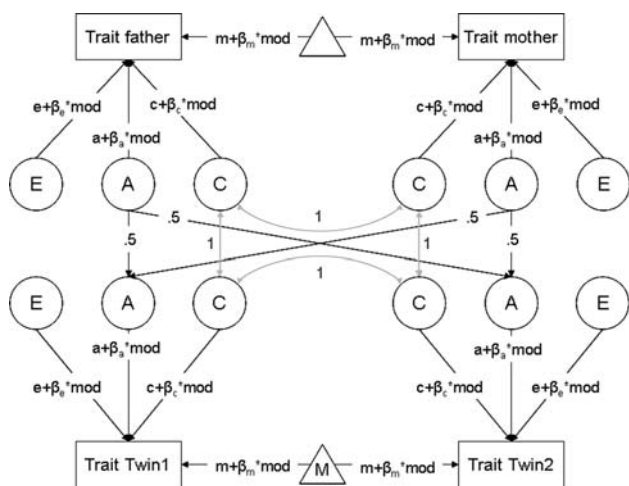 Trait father
m+βm*mod
m+βm*mod
Trait mother
e+βe*mod
c+βc*mod
a+βa*mod
c+βc*mod
e+βe*mod
a+βa*mod
E
A
C
C
A
E
1
.5
.5
.5
1
1
.5
1
E
A
C
C
A
E
a+βa*mod
a+βa*mod
e+βe*mod
c+βc*mod
c+βc*mod
e+βe*mod
Trait Twin1
m+βm*mod
M
m+βm*mod
Trait Twin2